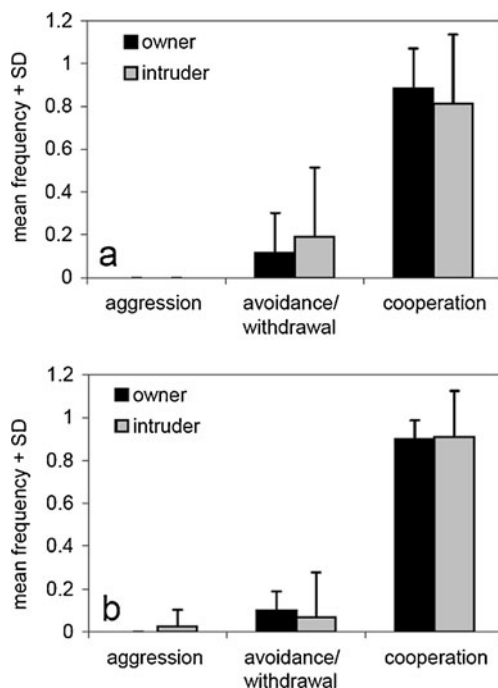 1.2
1
0.8
0.6
0.4
0.2
0
mean frequency + SD
owner
intruder
a
aggression
avoidance/
withdrawal
cooperation
1.2
1
0.8
0.6
0.4
0.2
0
mean frequency + SD
owner
intruder
b
aggression
avoidance/
withdrawal
cooperation